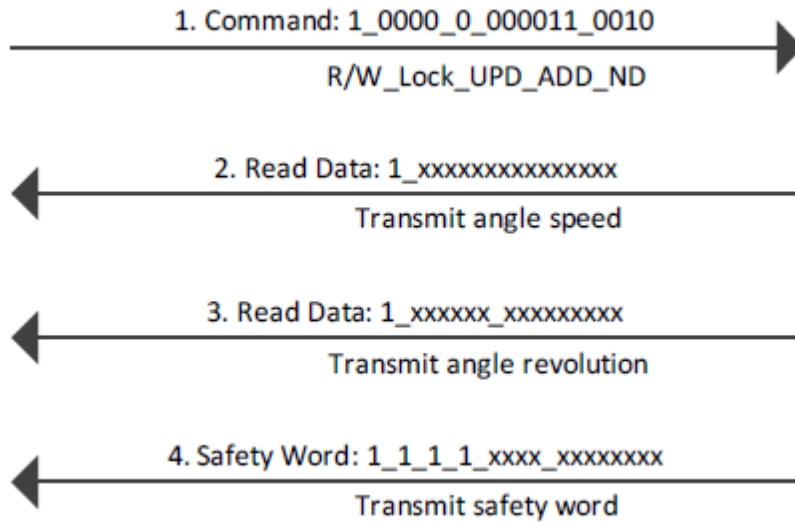 1. Command: 1_0000_0_000011_0010
R/W_Lock_UPD_ADD_ND
2. Read Data: 1_xxxxxxxxxxxxxxx
Transmit angle speed
3. Read Data: 1_xxxxxx_xxxxxxxxx
Transmit angle revolution
4. Safety Word: 1_1_1_1_xxxx_xxxxxxxx
Transmit safety word